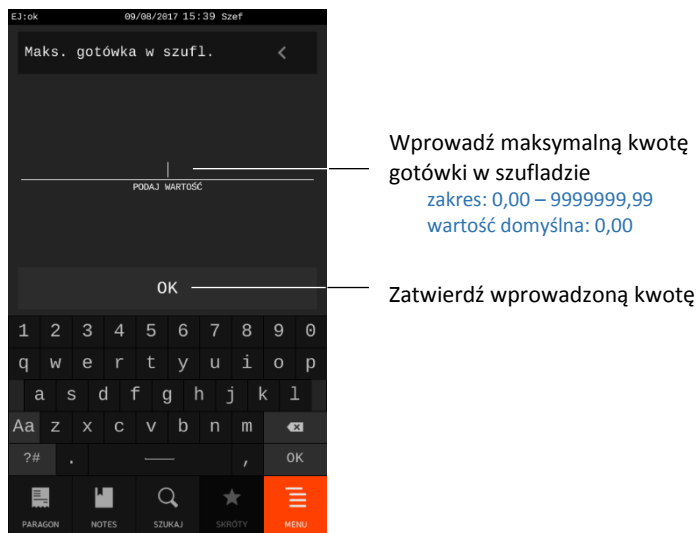 EJ:ok 09/08/2017 15:39 Szef
Maks. gotówka w szufl. <
PODAJ WARTOŚĆ
OK
1 2 3 4 5 6 7 8 9 0
q w e r t y u i o p
a s d f g h j k l
Aa z x c v b n m
?# . , OK
PARAGON NOTES SZUKAJ SKRÓTY MENU
Wprowadź maksymalną kwotę
gotówki w szufladzie
zakres: 0,00 – 9999999,99
wartość domyślna: 0,00
Zatwierdź wprowadzoną kwotę